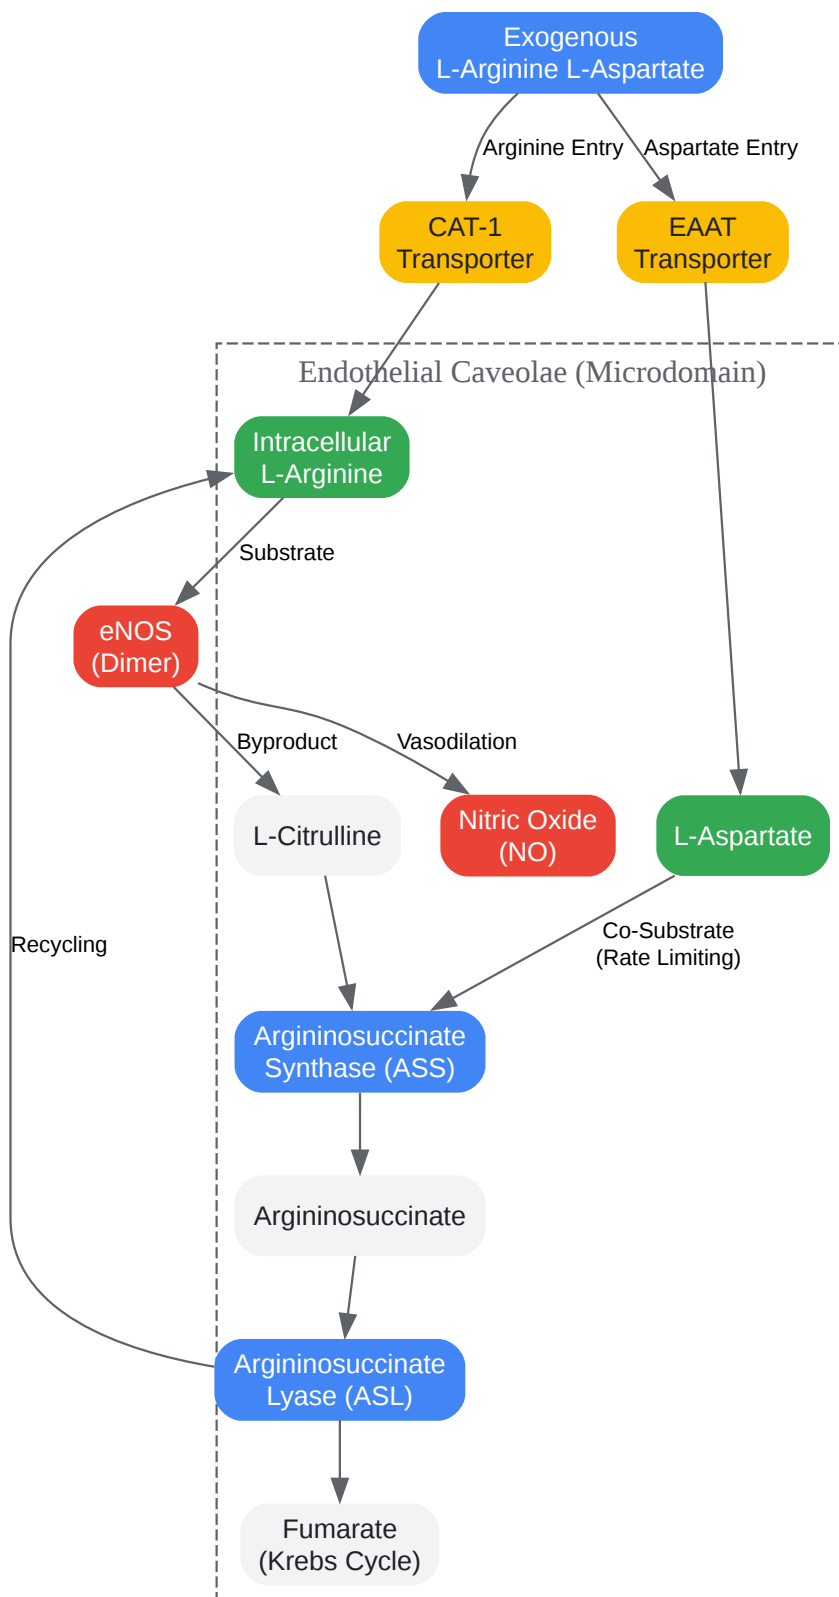 Exogenous
L-Arginine L-Aspartate
Arginine Entry
Aspartate Entry
CAT-1
Transporter
EAAT
Transporter
Endothelial Caveolae (Microdomain)
Intracellular
L-Arginine
Substrate
eNOS
(Dimer)
Byproduct
Vasodilation
L-Citrulline
Nitric Oxide
(NO)
L-Aspartate
Recycling
Co-Substrate
(Rate Limiting)
Argininosuccinate
Synthase (ASS)
Argininosuccinate
Argininosuccinate
Lyase (ASL)
Fumarate
(Krebs Cycle)